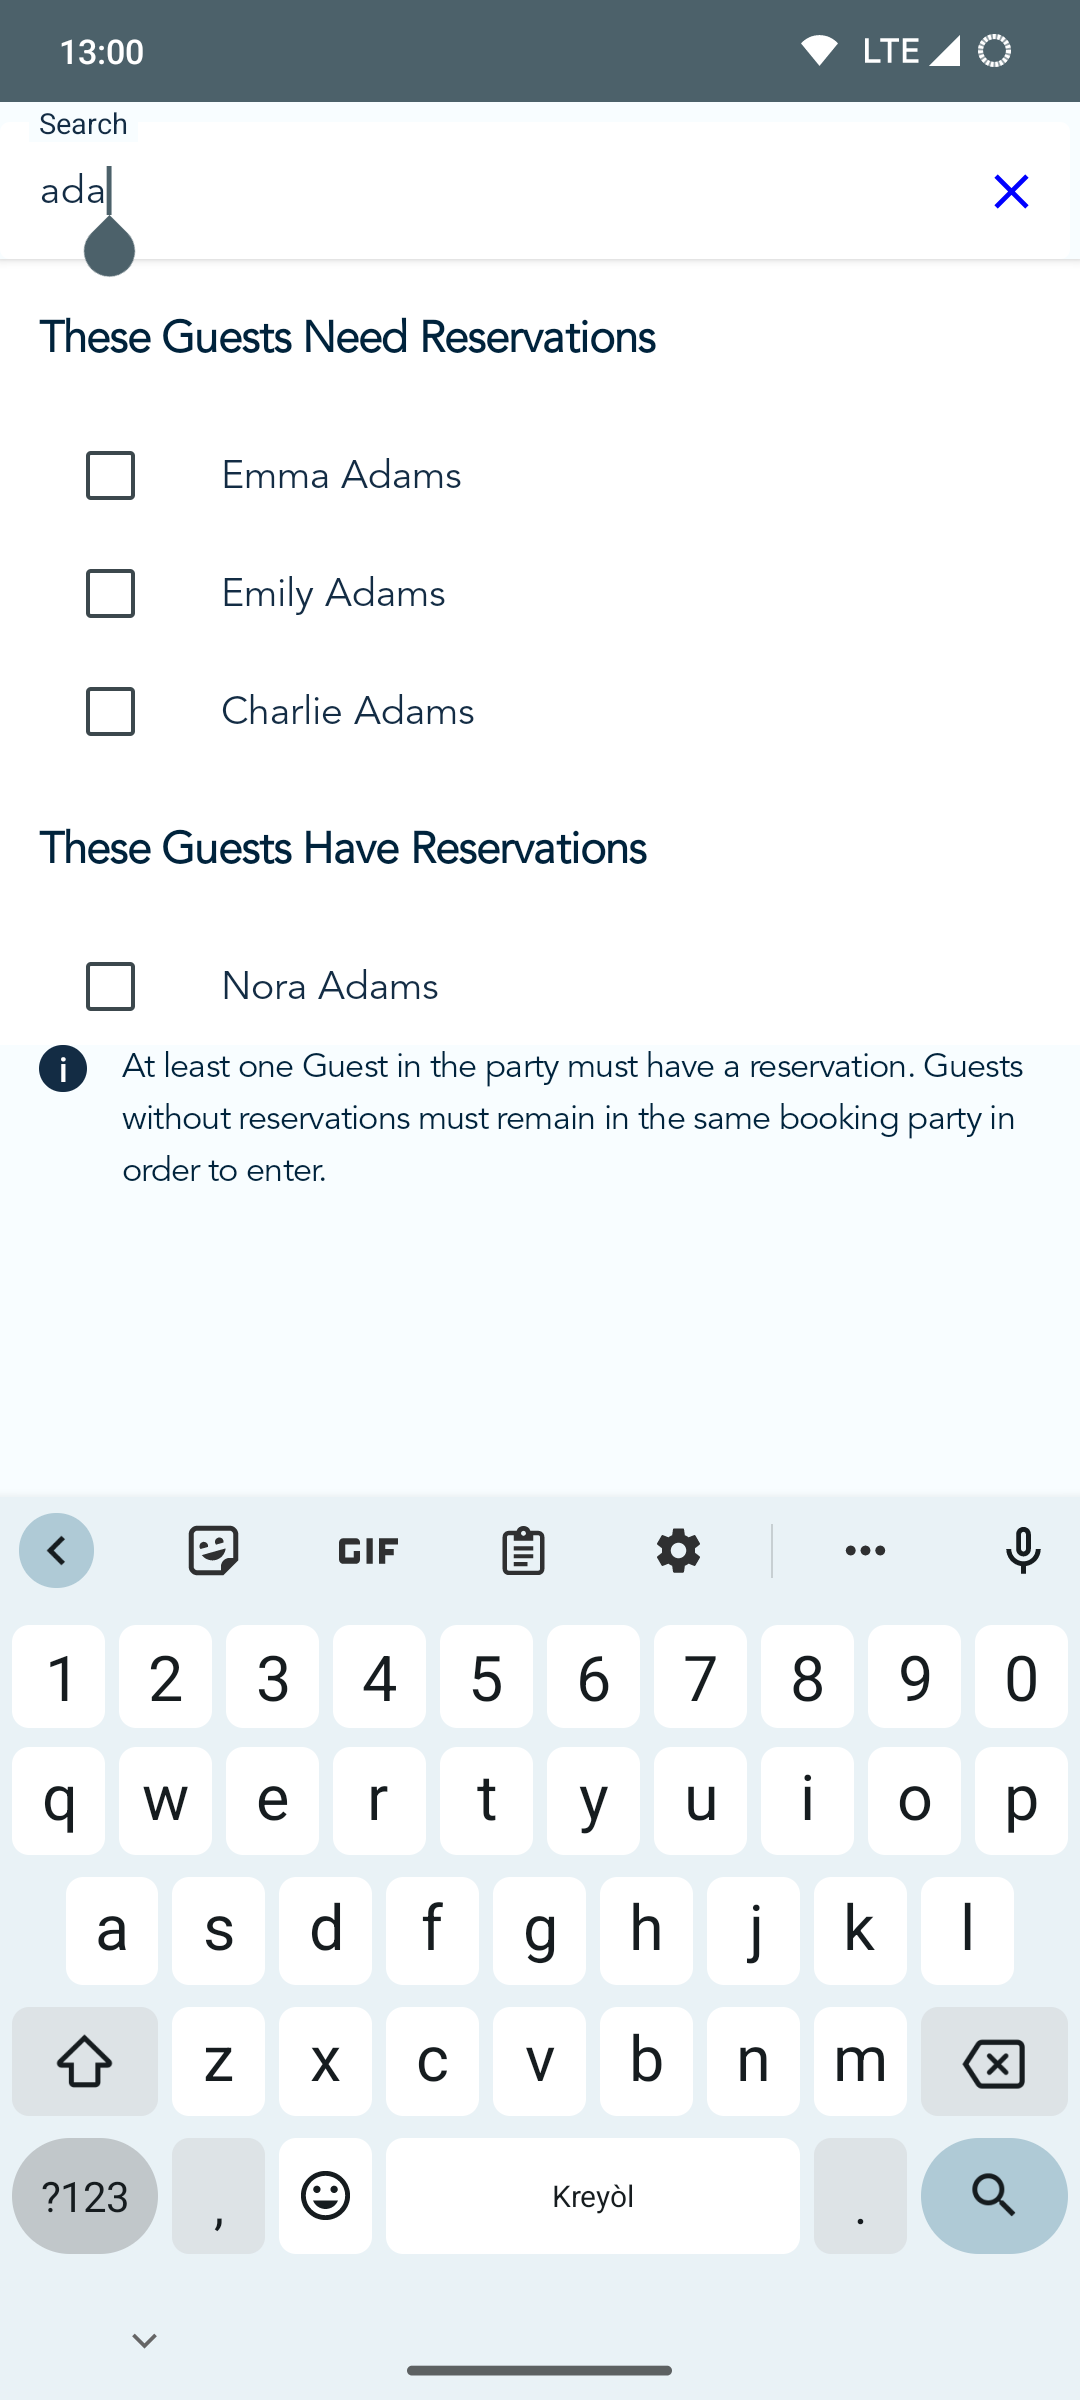 13:00
LTE
Search
ada
These Guests Need Reservations
Emma Adams
Emily Adams
Charlie Adams
These Guests Have Reservations
Nora Adams
At least one Guest in the party must have a reservation. Guests
without reservations must remain in the same booking party in
order to enter.
GIF
1 2 3 4 5 6 7 8 9 0
q w e r t y u i o p
a s d f g h j k l
z x c v b n m
?123 , Kreyòl .